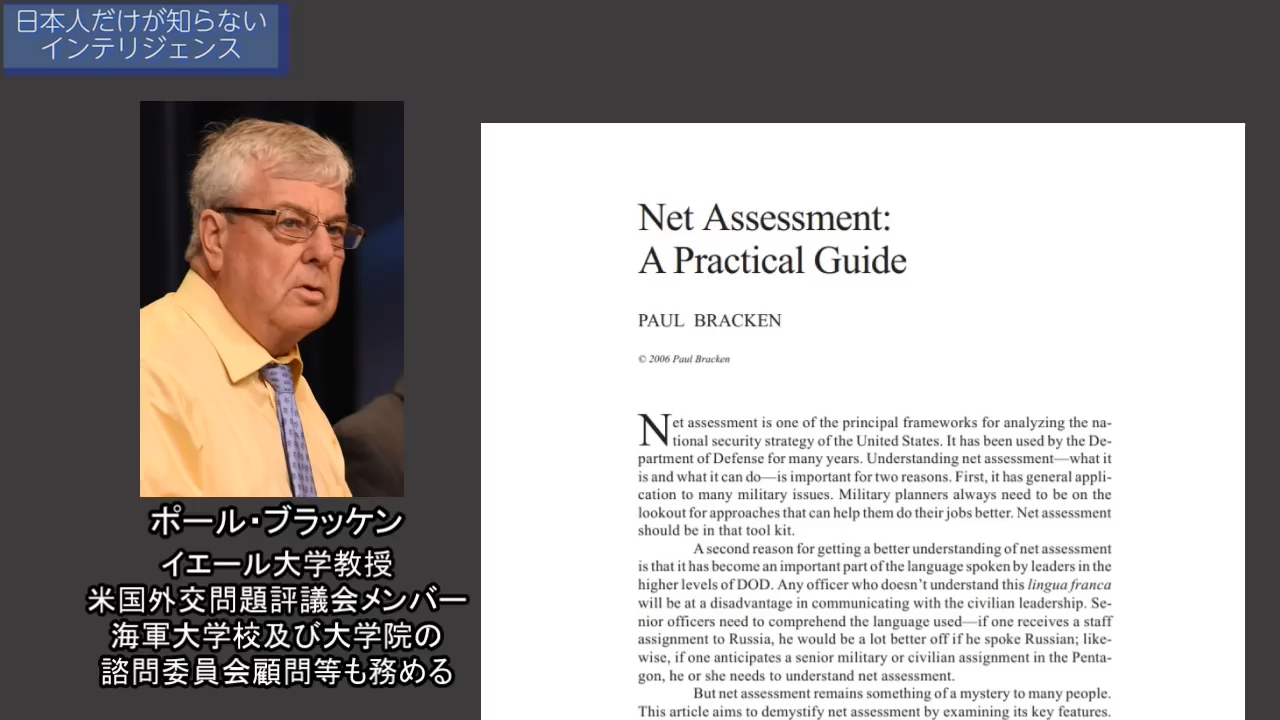 日本人だけが知らない
インテリジェンス
ポール・ブラッケン
イエール大学教授
米国外交問題評議会メンバー
海軍大学校及び大学院の
諮問委員会顧問等も務める
Net Assessment:
A Practical Guide
PAUL BRACKEN
© 2006 Paul Bracken
Net assessment is one of the principal frameworks for analyzing the na-
tional security strategy of the United States. It has been used by the De-
partment of Defense for many years. Understanding net assessment—what it
is and what it can do—is important for two reasons. First, it has general appli-
cation to many military issues. Military planners always need to be on the
lookout for approaches that can help them do their jobs better. Net assessment
should be in that tool kit.
A second reason for getting a better understanding of net assessment
is that it has become an important part of the language spoken by leaders in the
higher levels of DOD. Any officer who doesn't understand this lingua franca
will be at a disadvantage in communicating with the civilian leadership. Se-
nior officers need to comprehend the language used—if one receives a staff
assignment to Russia, he would be a lot better off if he spoke Russian; like-
wise, if one anticipates a senior military or civilian assignment in the Penta-
gon, he or she needs to understand net assessment.
But net assessment remains something of a mystery to many people.
This article aims to demystify net assessment by examining its key features.